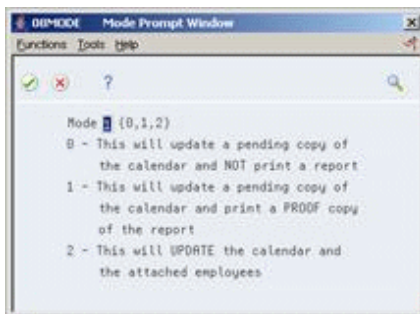 08MODE Mode Prompt Window
Functions Tools Help
?
Mode (0,1,2)
0 - This will update a pending copy of
the calendar and NOT print a report
1 - This will update a pending copy of
the calendar and print a PROOF copy
of the report
2 - This will UPDATE the calendar and
the attached employees